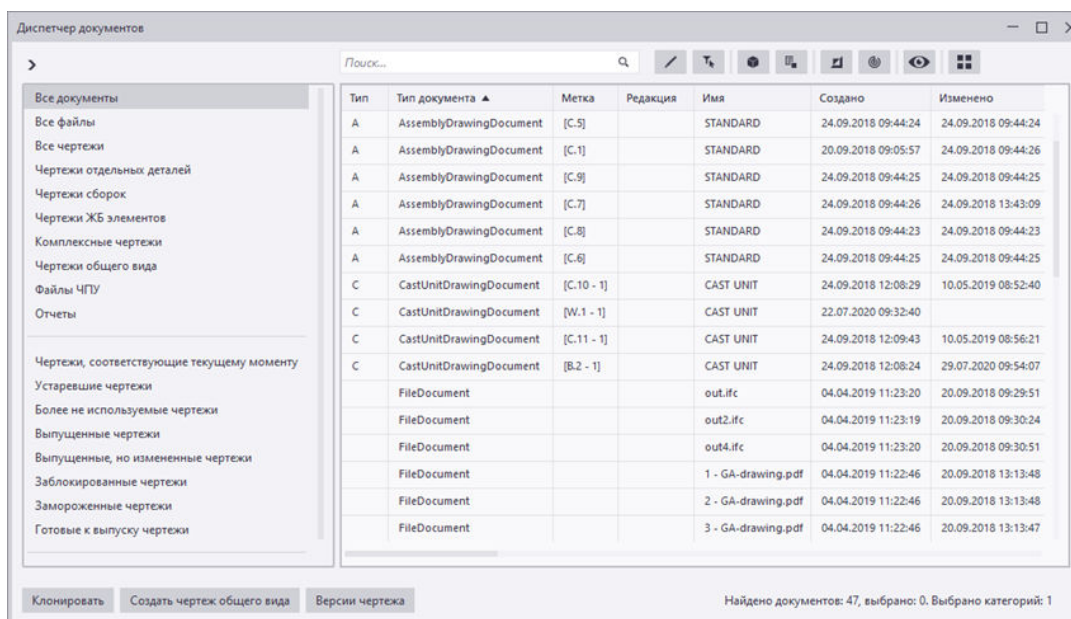 Диспетчер документов
Поиск...
Все документы
Все файлы
Все чертежи
Чертежи отдельных деталей
Чертежи сборок
Чертежи ЖБ элементов
Комплексные чертежи
Чертежи общего вида
Файлы ЧПУ
Отчеты
Чертежи, соответствующие текущему моменту
Устаревшие чертежи
Более не используемые чертежи
Выпущенные чертежи
Выпущенные, но измененные чертежи
Заблокированные чертежи
Замороженные чертежи
Готовые к выпуску чертежи
Тип Тип документа ▲ Метка Редакция Имя Создано Изменено
A AssemblyDrawingDocument [C.5] STANDARD 24.09.2018 09:44:24 24.09.2018 09:44:24
A AssemblyDrawingDocument [C.1] STANDARD 20.09.2018 09:05:57 24.09.2018 09:44:26
A AssemblyDrawingDocument [C.9] STANDARD 24.09.2018 09:44:25 24.09.2018 09:44:25
A AssemblyDrawingDocument [C.7] STANDARD 24.09.2018 09:44:26 24.09.2018 13:43:09
A AssemblyDrawingDocument [C.8] STANDARD 24.09.2018 09:44:23 24.09.2018 09:44:23
A AssemblyDrawingDocument [C.6] STANDARD 24.09.2018 09:44:25 24.09.2018 09:44:25
C CastUnitDrawingDocument [C.10 - 1] CAST UNIT 24.09.2018 12:08:29 10.05.2019 08:52:40
C CastUnitDrawingDocument [W.1 - 1] CAST UNIT 22.07.2020 09:32:40
C CastUnitDrawingDocument [C.11 - 1] CAST UNIT 24.09.2018 12:09:43 10.05.2019 08:56:21
C CastUnitDrawingDocument [B.2 - 1] CAST UNIT 24.09.2018 12:08:24 29.07.2020 09:54:07
FileDocument out.ifc 04.04.2019 11:23:20 20.09.2018 09:29:51
FileDocument out2.ifc 04.04.2019 11:23:19 20.09.2018 09:30:24
FileDocument out4.ifc 04.04.2019 11:23:20 20.09.2018 09:30:51
FileDocument 1 - GA-drawing.pdf 04.04.2019 11:22:46 20.09.2018 13:13:48
FileDocument 2 - GA-drawing.pdf 04.04.2019 11:22:46 20.09.2018 13:13:48
FileDocument 3 - GA-drawing.pdf 04.04.2019 11:22:46 20.09.2018 13:13:47
Клонировать Создать чертеж общего вида Версии чертежа Найдено документов: 47, выбрано: 0. Выбрано категорий: 1